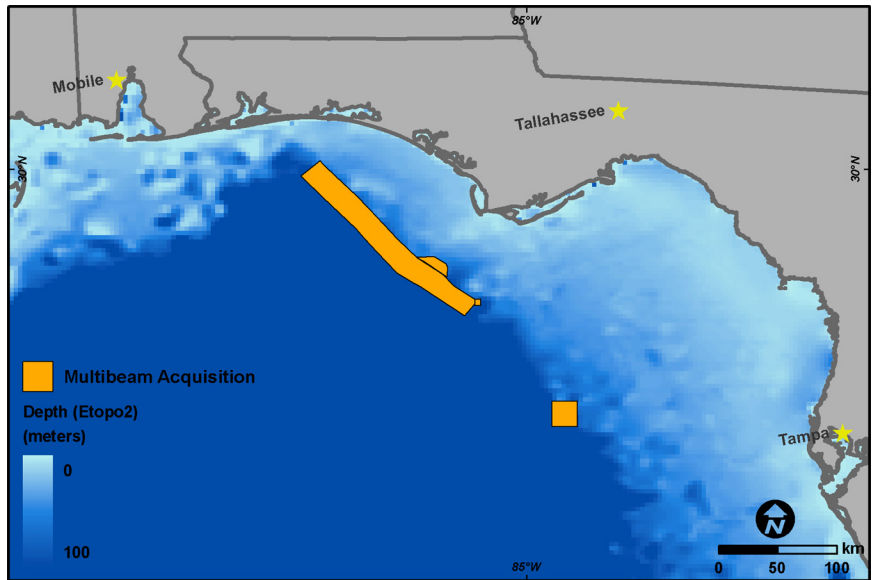 85°W
Mobile
Tallahassee
30°N
30°N
Multibeam Acquisition
Depth (Etopo2)
(meters)
0
100
Tampa
N
km
0 50 100
85°W